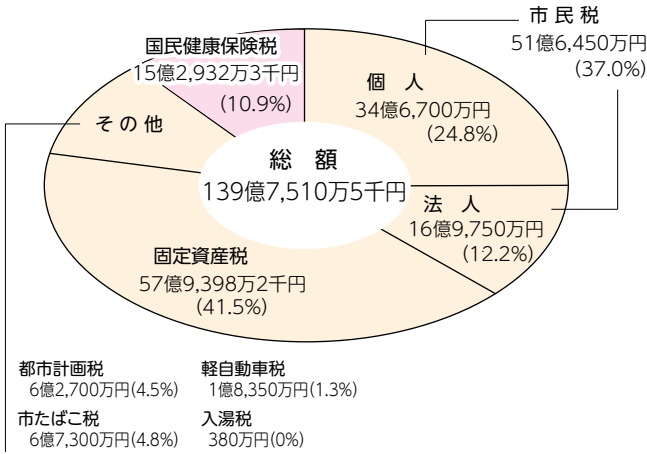 市民税
51億6,450万円
(37.0%)
国民健康保険税
15億2,932万3千円
(10.9%)
個 人
34億6,700万円
(24.8%)
その他
総 額
139億7,510万5千円
法 人
16億9,750万円
(12.2%)
固定資産税
57億9,398万2千円
(41.5%)
都市計画税
6億2,700万円(4.5%)
軽自動車税
1億8,350万円(1.3%)
市たばこ税
6億7,300万円(4.8%)
入湯税
380万円(0%)